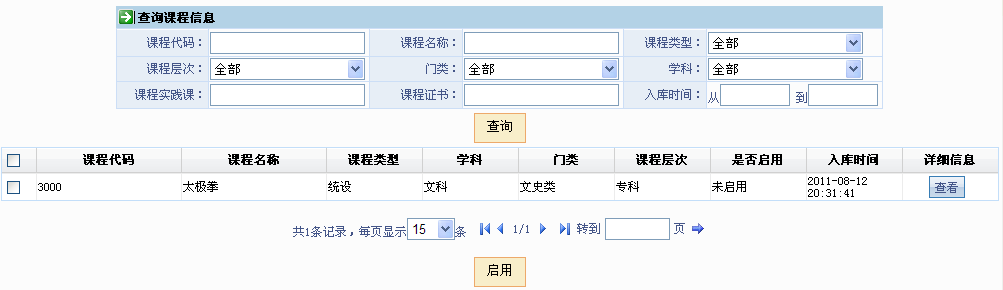 查询课程信息
课程代码： 课程名称： 课程类型： 全部
课程层次： 全部 门类： 全部 学科： 全部
课程实践课： 课程证书： 入库时间： 从 到
查询
课程代码 课程名称 课程类型 学科 门类 课程层次 是否启用 入库时间 详细信息
3000 太极拳 统设 文科 文史类 专科 未启用 2011-08-12 20:31:41 查看
共1条记录，每页显示 15 条 1/1 转到 页
启用